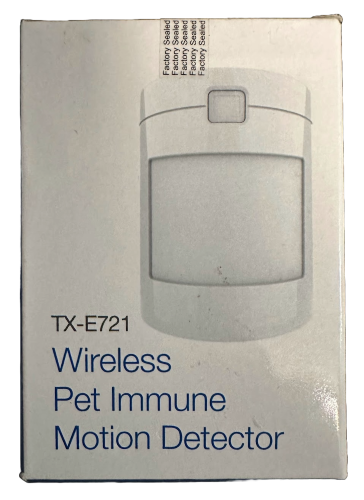 Factory Sealed
Factory Sealed
Factory Sealed
Factory Sealed
Factory Sealed
TX-E721
Wireless
Pet Immune
Motion Detector